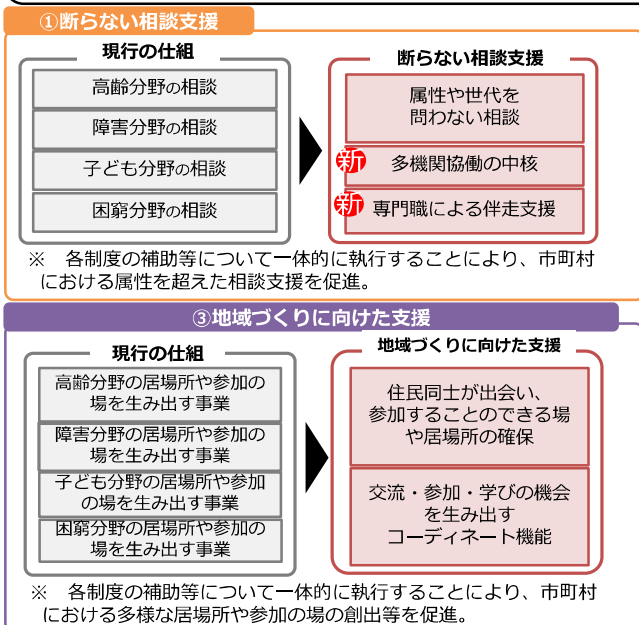 ①断らない相談支援
現行の仕組
高齢分野の相談
障害分野の相談
子ども分野の相談
困窮分野の相談
断らない相談支援
属性や世代を
問わない相談
新
多機関協働の中核
新
専門職による伴走支援
※　各制度の補助等について一体的に執行することにより、市町村
における属性を超えた相談支援を促進。
③地域づくりに向けた支援
現行の仕組
高齢分野の居場所や参加の
場を生み出す事業
障害分野の居場所や参加の
場を生み出す事業
子ども分野の居場所や参加
の場を生み出す事業
困窮分野の居場所や参加の
場を生み出す事業
地域づくりに向けた支援
住民同士が出会い、
参加することのできる場
や居場所の確保
交流・参加・学びの機会
を生み出す
コーディネート機能
※　各制度の補助等について一体的に執行することにより、市町村
における多様な居場所や参加の場の創出等を促進。